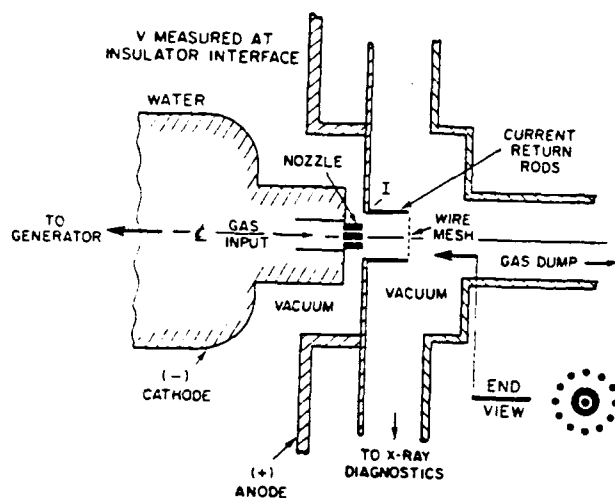 V MEASURED AT
INSULATOR INTERFACE
WATER
NOZZLE
I
CURRENT
RETURN
RODS
TO
GENERATOR
℄
GAS
INPUT
WIRE
MESH
GAS DUMP
VACUUM
VACUUM
(-)
CATHODE
END
VIEW
(+)
ANODE
TO X-RAY
DIAGNOSTICS